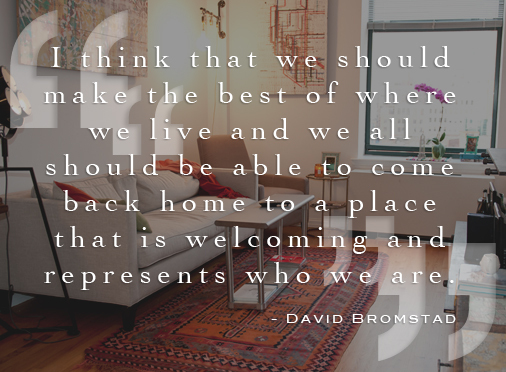 I think that we should
make the best of where
we live and we all
should be able to come
back home to a place
that is welcoming and
represents who we are.
- David Bromstad